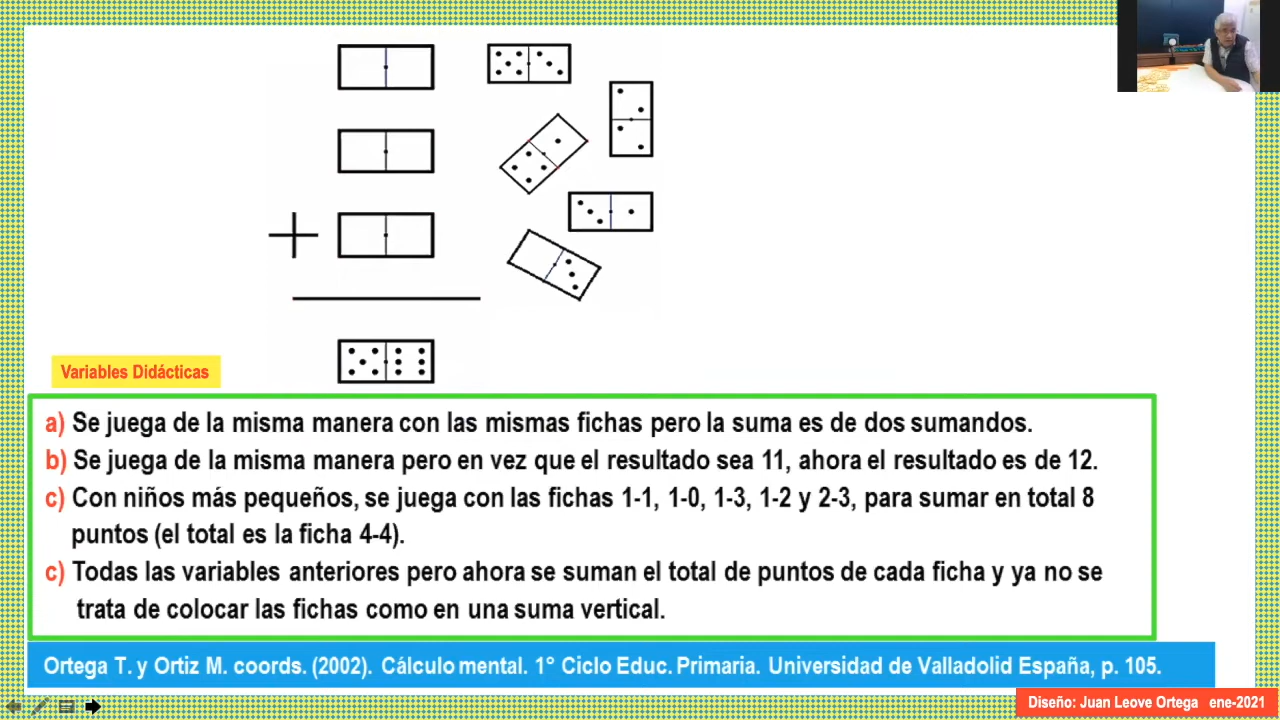 Variables Didácticas
a) Se juega de la misma manera con las mismas fichas pero la suma es de dos sumandos.
b) Se juega de la misma manera pero en vez que el resultado sea 11, ahora el resultado es de 12.
c) Con niños más pequeños, se juega con las fichas 1-1, 1-0, 1-3, 1-2 y 2-3, para sumar en total 8
puntos (el total es la ficha 4-4).
c) Todas las variables anteriores pero ahora se suman el total de puntos de cada ficha y ya no se
trata de colocar las fichas como en una suma vertical.
Ortega T. y Ortiz M. coords. (2002). Cálculo mental. 1° Ciclo Educ. Primaria. Universidad de Valladolid España, p. 105.
Diseño: Juan Leove Ortega ene-2021